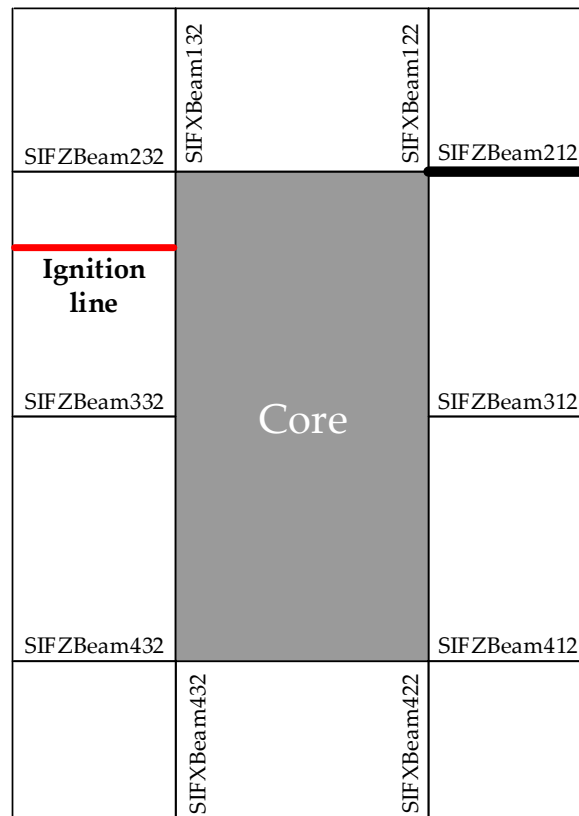 SIFXBeam132
SIFXBeam122
SIFZBeam232
SIFZBeam212
Ignition
line
SIFZBeam332
Core
SIFZBeam312
SIFZBeam432
SIFZBeam412
SIFXBeam432
SIFXBeam422